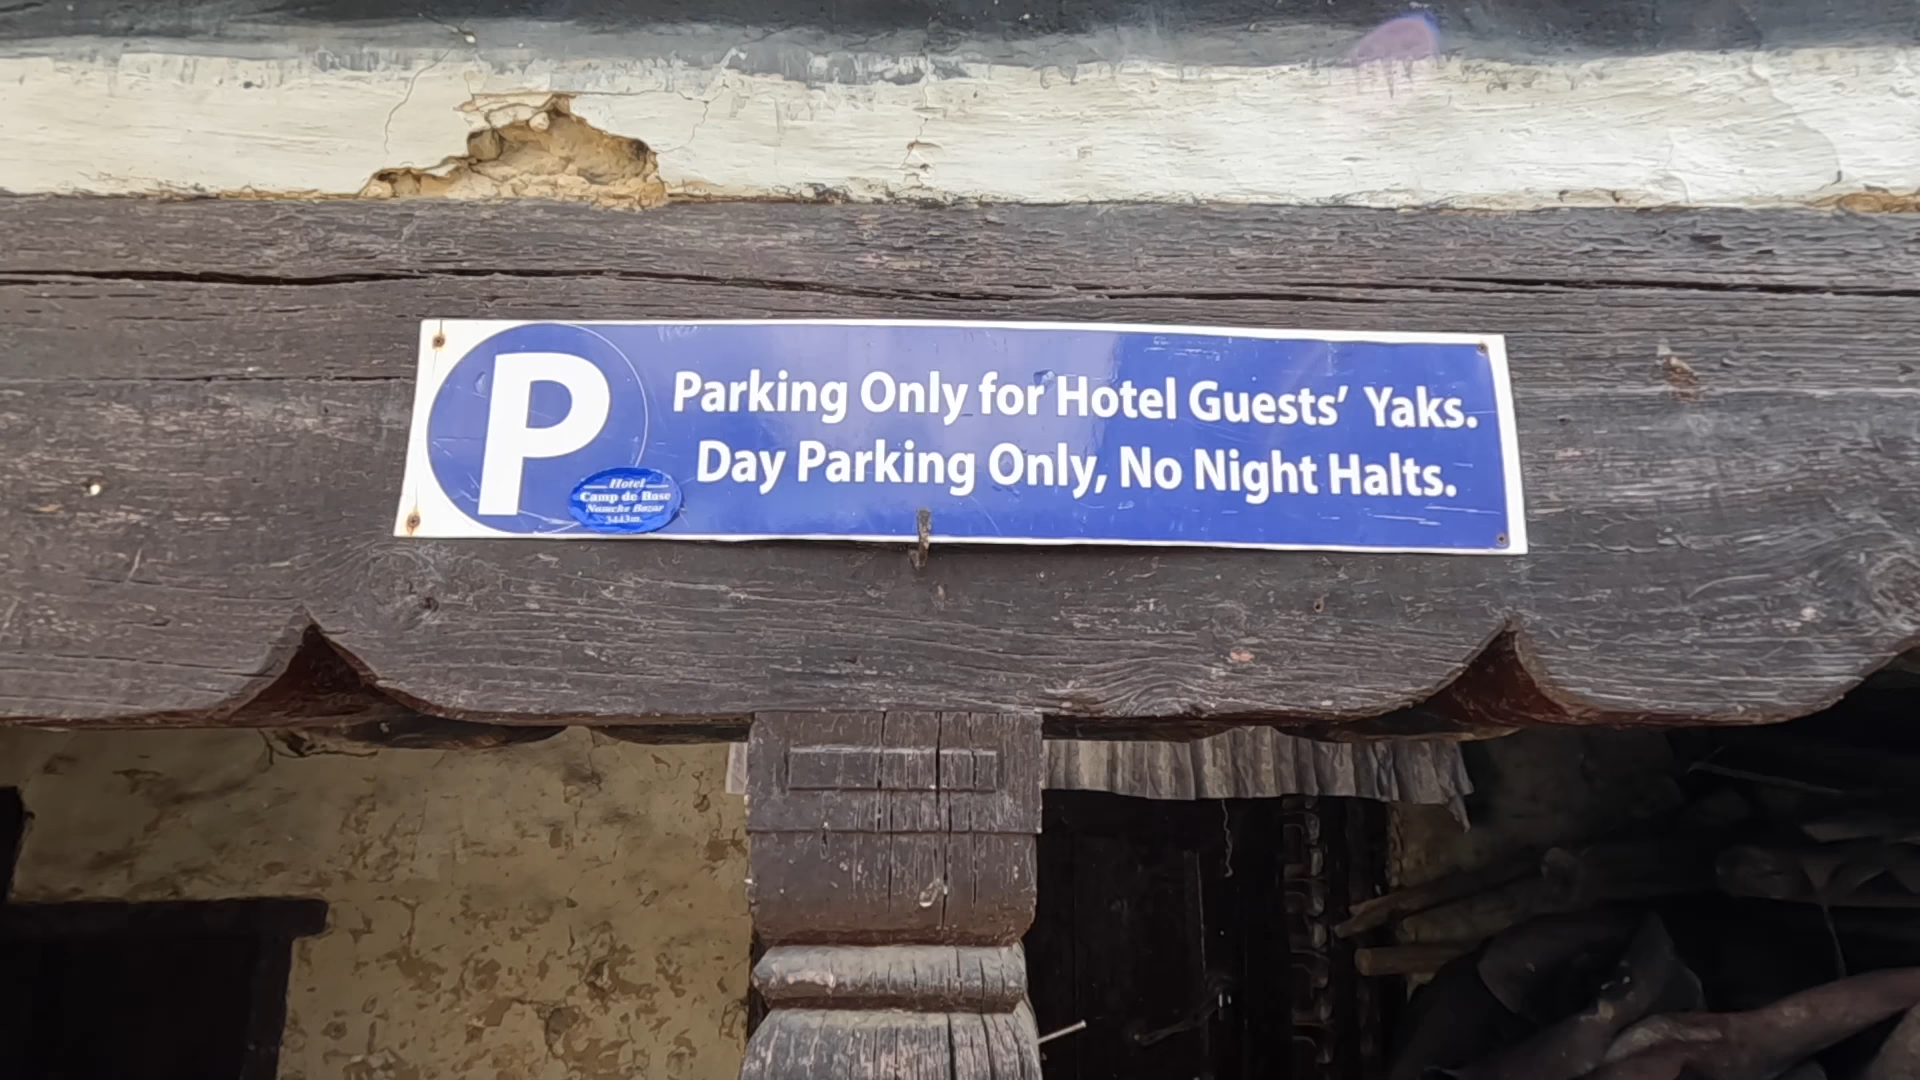 P
Parking Only for Hotel Guests’ Yaks.
Day Parking Only, No Night Halts.
Hotel
Camp de Base
Namche Bazar
3443m.